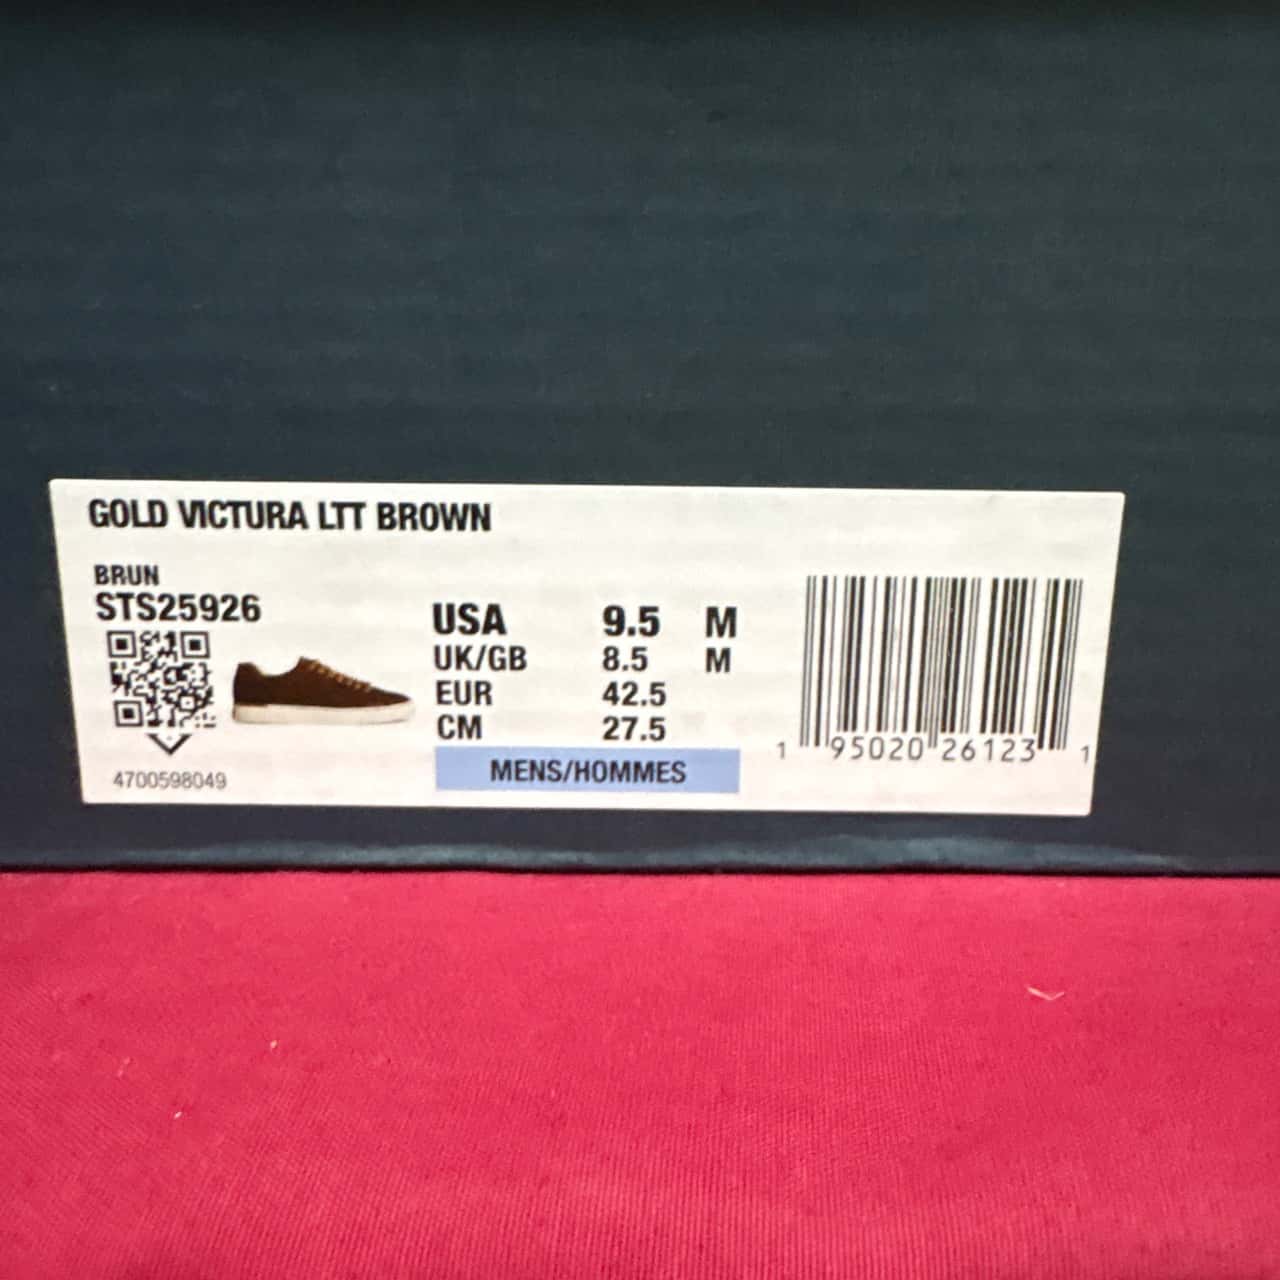 GOLD VICTURA LTT BROWN
BRUN
STS25926
USA 9.5 M
UK/GB 8.5 M
EUR 42.5
CM 27.5
MENS/HOMMES
4700598049
1 95020 26123 1